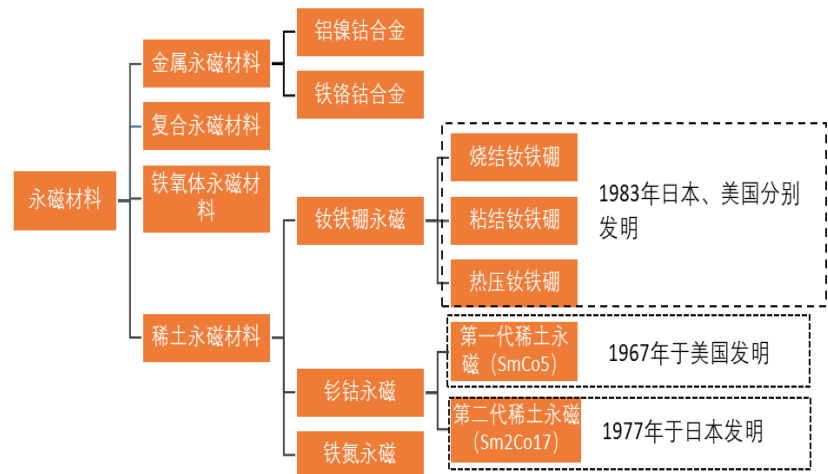 铝镍钴合金
金属永磁材料
铁铬钴合金
复合永磁材料
烧结钕铁硼
永磁材料
铁氧体永磁材
料
钕铁硼永磁
粘结钕铁硼
1983年日本、美国分别
发明
热压钕铁硼
稀土永磁材料
第一代稀土永
磁（SmCo5）
1967年于美国发明
钐钴永磁
第二代稀土永磁
(Sm2Co17）
1977年于日本发明
铁氮永磁